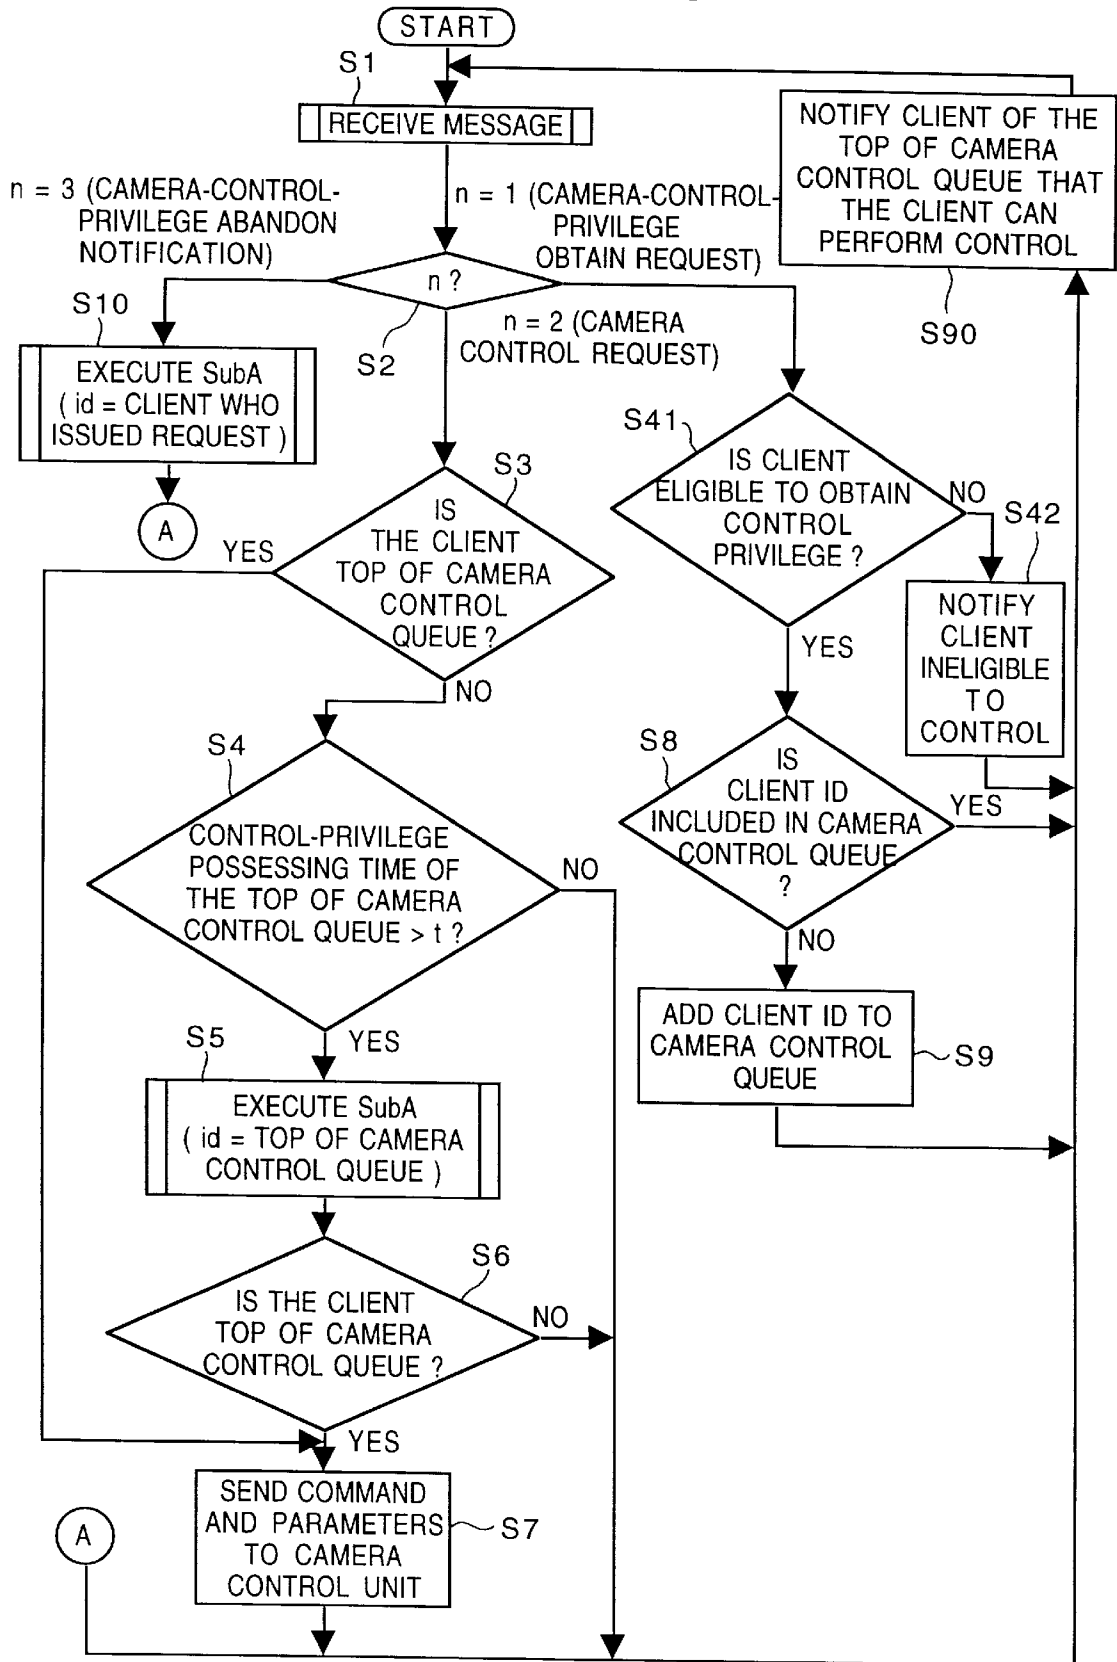 START
S1
RECEIVE MESSAGE
NOTIFY CLIENT OF THE
TOP OF CAMERA
CONTROL QUEUE THAT
THE CLIENT CAN
PERFORM CONTROL
S90
n = 3 (CAMERA-CONTROL-
PRIVILEGE ABANDON
NOTIFICATION)
n = 1 (CAMERA-CONTROL-
PRIVILEGE
OBTAIN REQUEST)
n ?
S2
n = 2 (CAMERA
CONTROL REQUEST)
S10
EXECUTE SubA
( id = CLIENT WHO
ISSUED REQUEST )
A
S3
IS
THE CLIENT
TOP OF CAMERA
CONTROL
QUEUE ?
YES
NO
S41
IS CLIENT
ELIGIBLE TO OBTAIN
CONTROL
PRIVILEGE ?
NO
YES
S42
NOTIFY
CLIENT
INELIGIBLE
TO
CONTROL
S4
CONTROL-PRIVILEGE
POSSESSING TIME OF
THE TOP OF CAMERA
CONTROL QUEUE > t ?
NO
YES
S8
IS
CLIENT ID
INCLUDED IN CAMERA
CONTROL QUEUE
?
YES
NO
ADD CLIENT ID TO
CAMERA CONTROL
QUEUE
S9
S5
EXECUTE SubA
( id = TOP OF CAMERA
CONTROL QUEUE )
S6
IS THE CLIENT
TOP OF CAMERA
CONTROL QUEUE ?
NO
YES
SEND COMMAND
AND PARAMETERS
TO CAMERA
CONTROL UNIT
S7
A